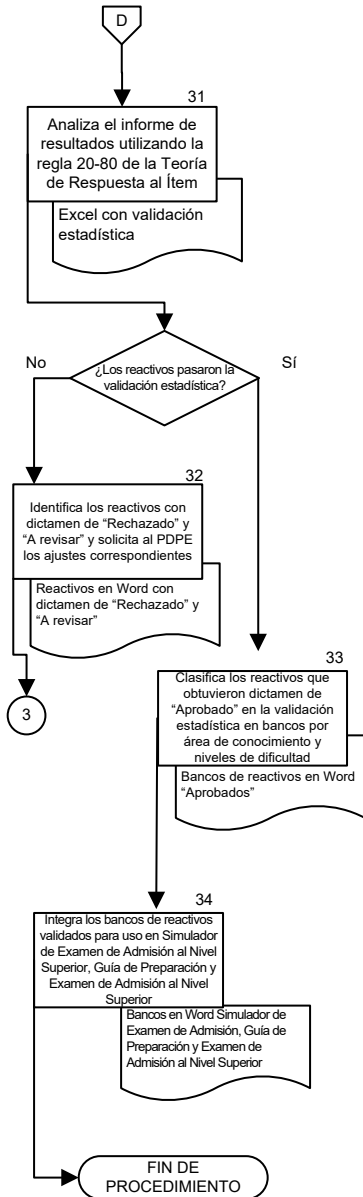 D
31
Analiza el informe de
resultados utilizando la
regla 20-80 de la Teoría
de Respuesta al Ítem
Excel con validación
estadística
¿Los reactivos pasaron la
validación estadística?
No
Sí
32
Identifica los reactivos con
dictamen de “Rechazado” y
“A revisar” y solicita al PDPE
los ajustes correspondientes
Reactivos en Word con
dictamen de “Rechazado” y
“A revisar”
3
33
Clasifica los reactivos que
obtuvieron dictamen de
“Aprobado” en la validación
estadística en bancos por
área de conocimiento y
niveles de dificultad
Bancos de reactivos en Word
“Aprobados”
34
Integra los bancos de reactivos
validados para uso en Simulador
de Examen de Admisión al Nivel
Superior, Guía de Preparación y
Examen de Admisión al Nivel
Superior
Bancos en Word Simulador de
Examen de Admisión, Guía de
Preparación y Examen de
Admisión al Nivel Superior
FIN DE
PROCEDIMIENTO